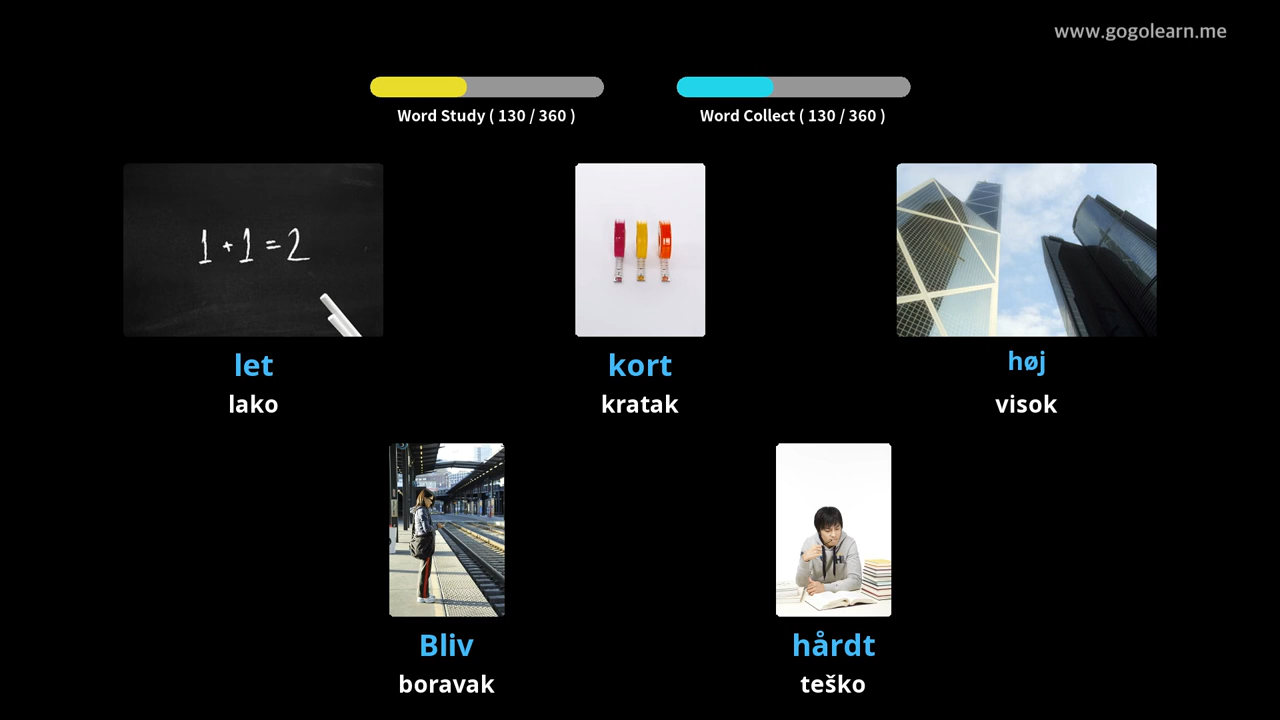 www.gogolearn.me
Word Study ( 130 / 360 )
Word Collect ( 130 / 360 )
1 + 1 = 2
let
kort
høj
lako
kratak
visok
Bliv
hårdt
boravak
teško